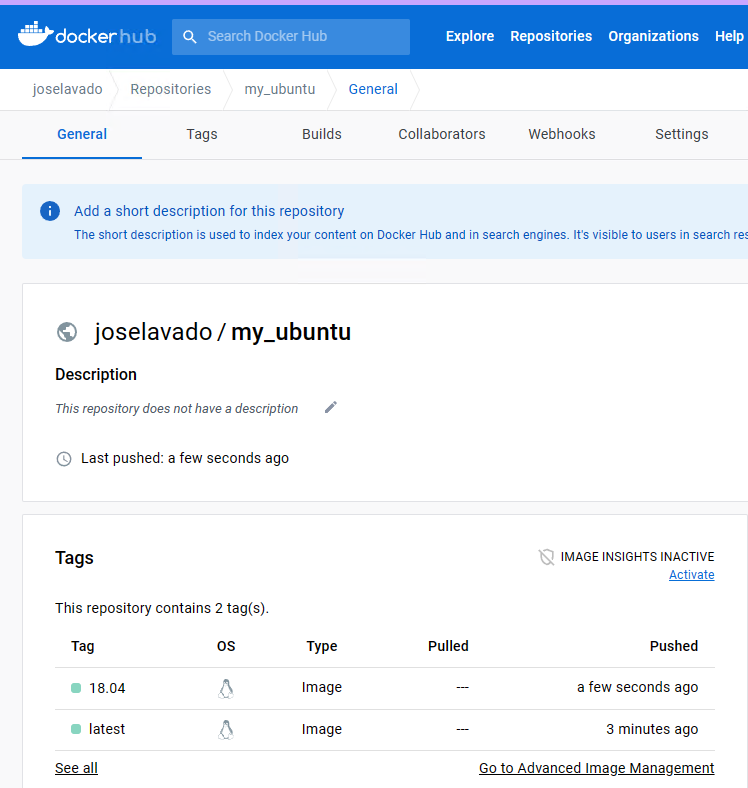 dockerhub Search Docker Hub Explore Repositories Organizations Help
joselavado Repositories my_ubuntu General
General Tags Builds Collaborators Webhooks Settings
Add a short description for this repository
The short description is used to index your content on Docker Hub and in search engines. It's visible to users in search res
joselavado / my_ubuntu
Description
This repository does not have a description
Last pushed: a few seconds ago
Tags IMAGE INSIGHTS INACTIVE
Activate
This repository contains 2 tag(s).
Tag OS Type Pulled Pushed
18.04 Image --- a few seconds ago
latest Image --- 3 minutes ago
See all Go to Advanced Image Management